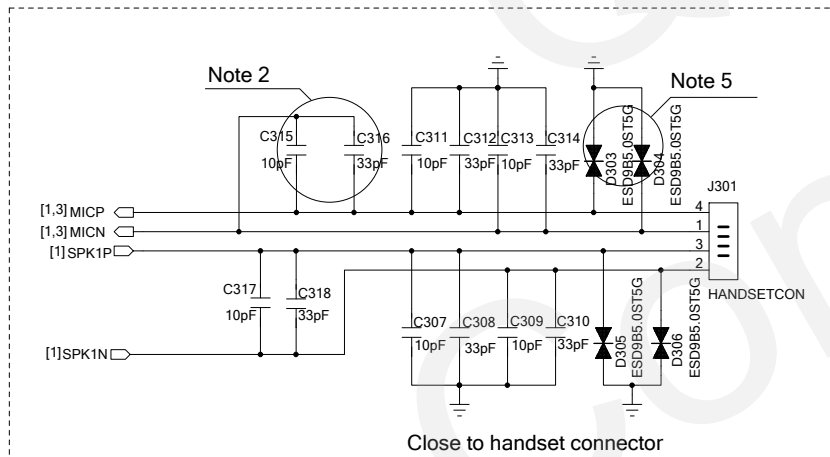 Note 2
Note 5
C315
10pF
C316
33pF
C311
10pF
C312
33pF
C313
10pF
C314
33pF
D303
ESD9B5.0ST5G
D304
ESD9B5.0ST5G
J301
[1,3] MICP
4
[1,3] MICN
1
[1] SPK1P
3
2
HANDSETCON
C317
10pF
C318
33pF
C307
10pF
C308
33pF
C309
10pF
C310
33pF
D305
ESD9B5.0ST5G
D306
ESD9B5.0ST5G
[1] SPK1N
Close to handset connector